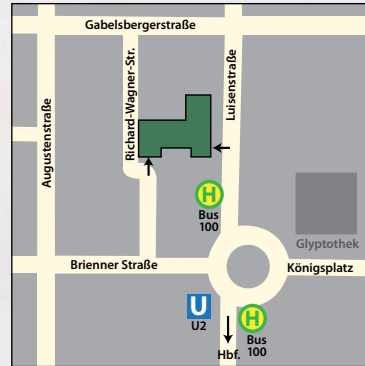 Gabelsbergerstraße
Augustenstraße
Richard-Wagner-Str.
Luisenstraße
H
Bus
100
Glyptothek
Brienner Straße
Königsplatz
U
U2
H
Bus
100
Hbf.